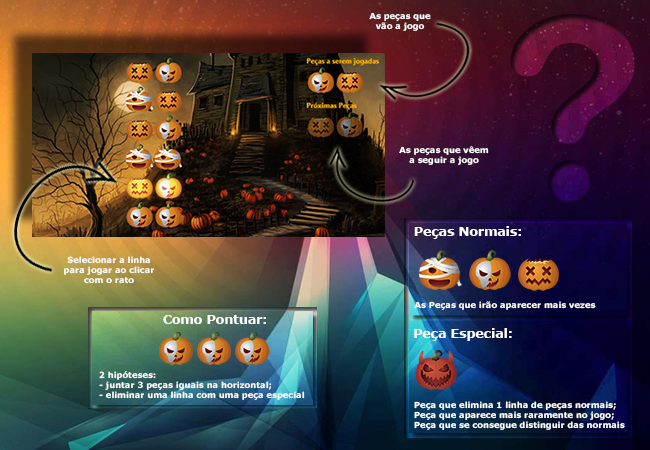 As peças que
vão a jogo
Peças a serem jogadas
Próximas Peças
As peças que vêem
a seguir a jogo
Selecionar a linha
para jogar ao clicar
com o rato
Peças Normais:
As Peças que irão aparecer mais vezes
Como Pontuar:
2 hipóteses:
- juntar 3 peças iguais na horizontal;
- eliminar uma linha com uma peça especial
Peça Especial:
Peça que elimina 1 linha de peças normais;
Peça que aparece mais raramente no jogo;
Peça que se consegue distinguir das normais
?